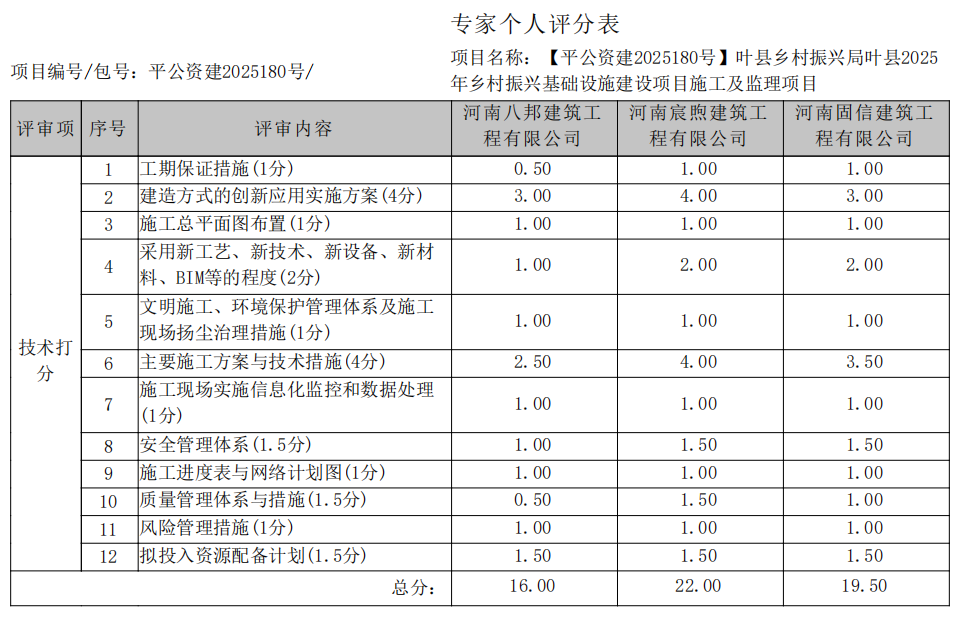 专家个人评分表
项目编号/包号: 平公资建2025180号/
项目名称: 【平公资建2025180号】叶县乡村振兴局叶县2025
年乡村振兴基础设施建设项目施工及监理项目
评审项 序号 评审内容 河南八邦建筑工 河南宸煦建筑工 河南固信建筑工
程有限公司 程有限公司 程有限公司
1 工期保证措施(1分) 0.50 1.00 1.00
2 建造方式的创新应用实施方案(4分) 3.00 4.00 3.00
3 施工总平面图布置(1分) 1.00 1.00 1.00
4 采用新工艺、新技术、新设备、新材 1.00 2.00 2.00
料、BIM等的程度(2分)
5 文明施工、环境保护管理体系及施工 1.00 1.00 1.00
现场扬尘治理措施(1分)
技术打
分
6 主要施工方案与技术措施(4分) 2.50 4.00 3.50
7 施工现场实施信息化监控和数据处理 1.00 1.00 1.00
(1分)
8 安全管理体系(1.5分) 1.00 1.50 1.50
9 施工进度表与网络计划图(1分) 1.00 1.00 1.00
10 质量管理体系与措施(1.5分) 0.50 1.50 1.00
11 风险管理措施(1分) 1.00 1.00 1.00
12 拟投入资源配备计划(1.5分) 1.50 1.50 1.50
总分: 16.00 22.00 19.50